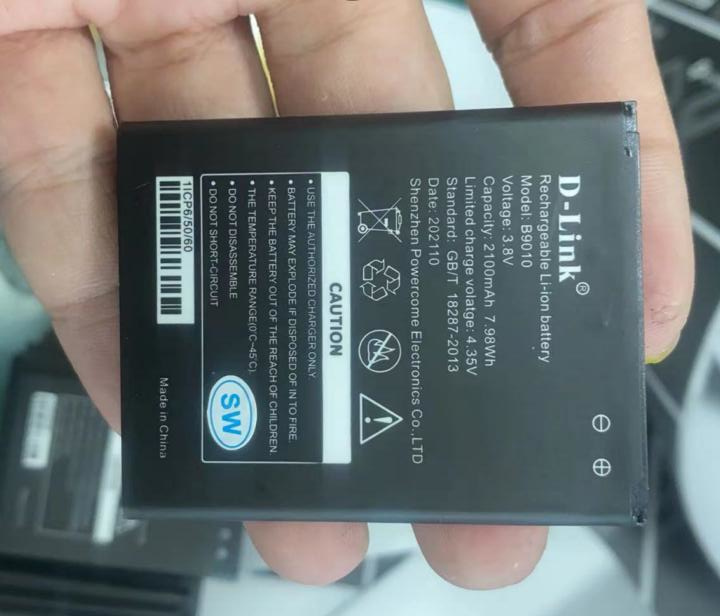 D-Link®
Rechargeable Li-ion battery
Model: B9010
Voltage: 3.8V
Capacity: 2100mAh 7.98Wh
Limited charge volatge: 4.35V
Standard: GB/T 18287-2013
Date: 202110
Shenzhen Powercome Electronics Co.,LTD
CAUTION
• USE THE AUTHORIZED CHARGER ONLY.
• BATTERY MAY EXPLODE IF DISPOSED OF IN TO FIRE.
• KEEP THE BATTERY OUT OF THE REACH OF CHILDREN.
• THE TEMPERATURE RANGE(0℃~45℃).
• DO NOT DISASSEMBLE
• DO NOT SHORT-CIRCUIT
SW
1ICP6/50/60
Made in China